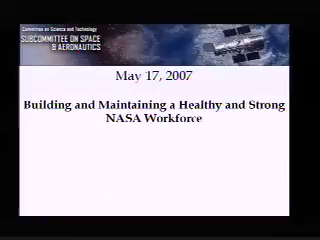 Committee on Science and Technology
SUBCOMMITTEE ON SPACE
& AERONAUTICS
May 17, 2007
Building and Maintaining a Healthy and Strong
NASA Workforce